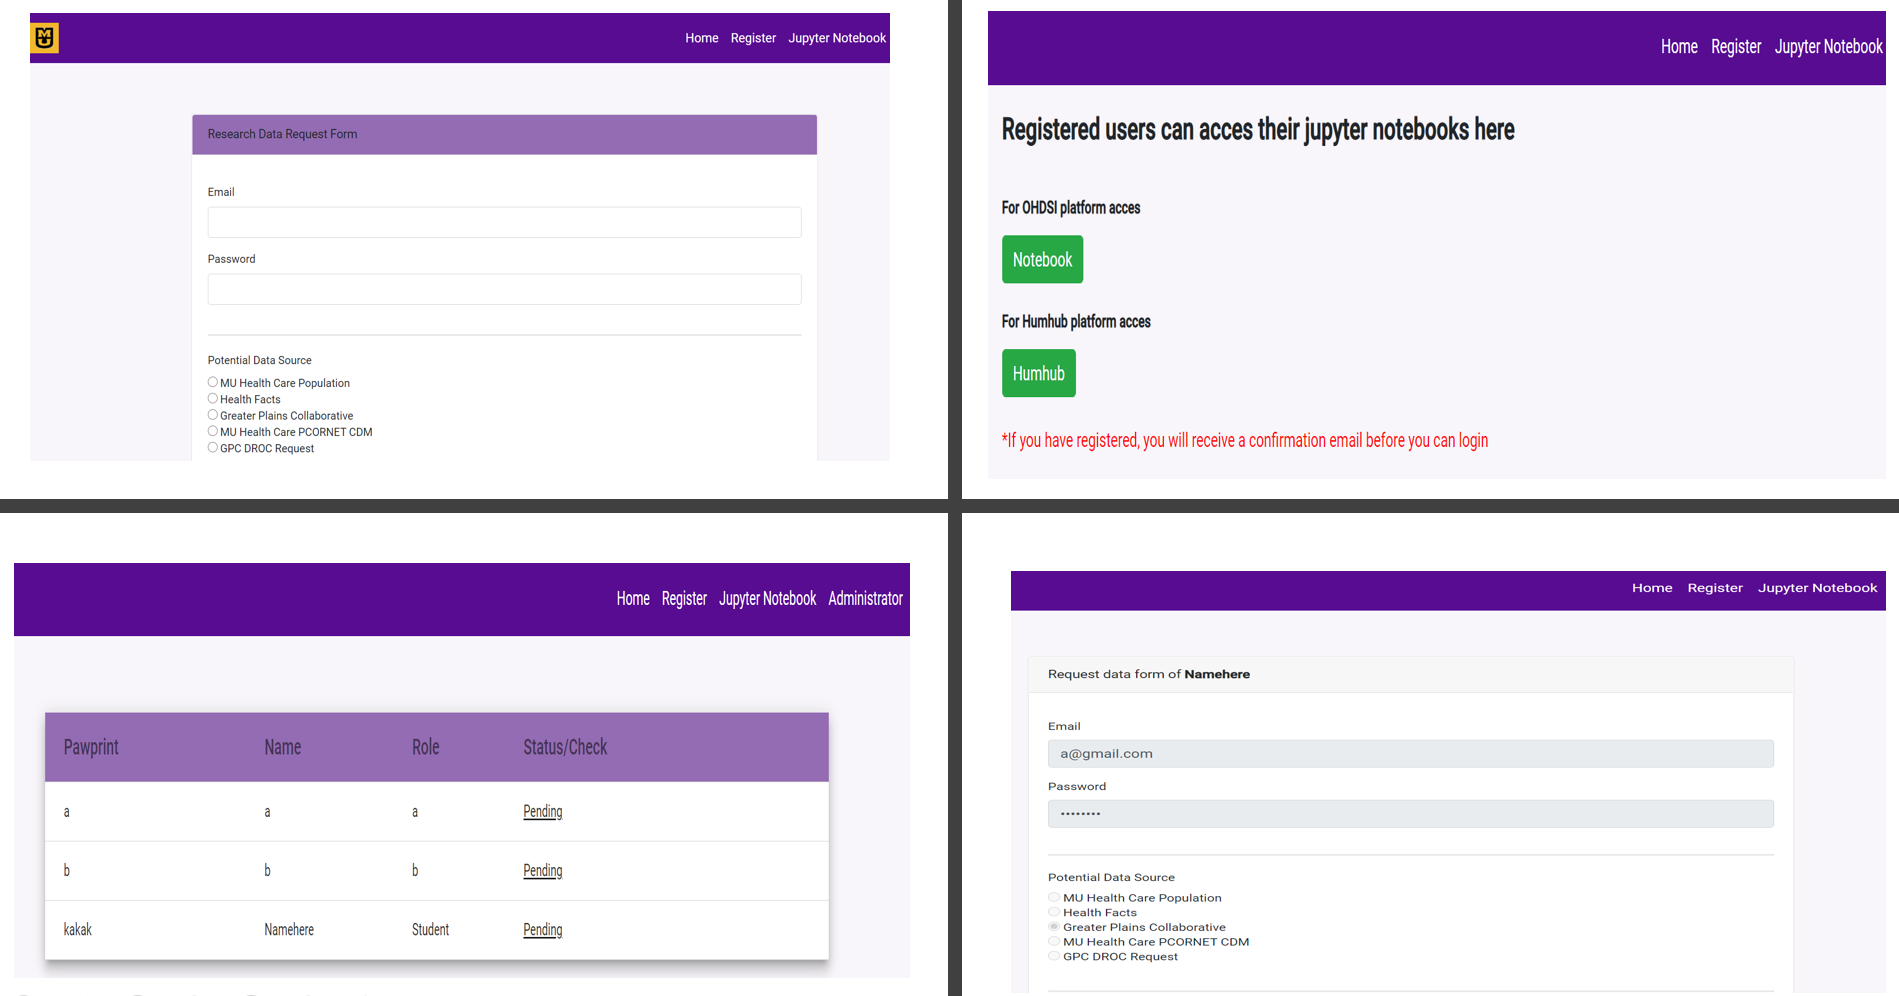 MU
Home Register Jupyter Notebook
Research Data Request Form
Email
Password
Potential Data Source
MU Health Care Population
Health Facts
Greater Plains Collaborative
MU Health Care PCORNET CDM
GPC DROC Request
Home Register Jupyter Notebook
Registered users can acces their jupyter notebooks here
For OHDSI platform acces
Notebook
For Humhub platform acces
Humhub
*If you have registered, you will receive a confirmation email before you can login
Home Register Jupyter Notebook Administrator
Pawprint Name Role Status/Check
a a a Pending
b b b Pending
kakak Namehere Student Pending
Home Register Jupyter Notebook
Request data form of Namehere
Email
a@gmail.com
Password
••••••••
Potential Data Source
MU Health Care Population
Health Facts
Greater Plains Collaborative
MU Health Care PCORNET CDM
GPC DROC Request